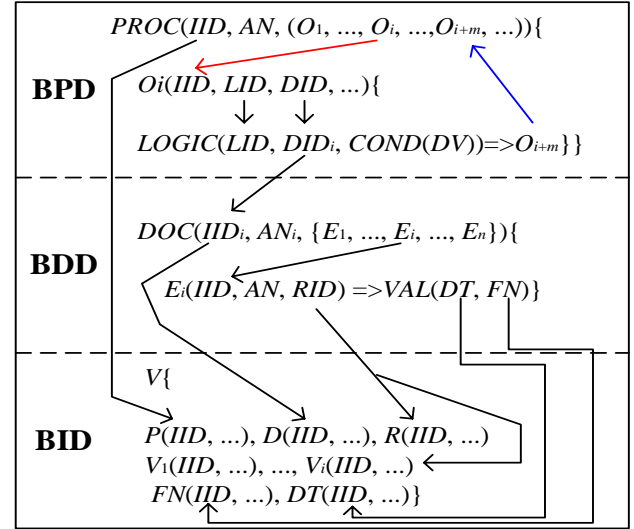 PROC(IID, AN, (O1, ..., Oi, ...,Oi+m, ...)){
BPD
Oi(IID, LID, DID, ...){
LOGIC(LID, DIDi, COND(DV))=>Oi+m}}
DOC(IIDi, ANi, {E1, ..., Ei, ..., En}){
BDD
Ei(IID, AN, RID) =>VAL(DT, FN)}
V{
BID
P(IID, ...), D(IID, ...), R(IID, ...)
V1(IID, ...), ..., Vi(IID, ...)
FN(IID, ...), DT(IID, ...)}